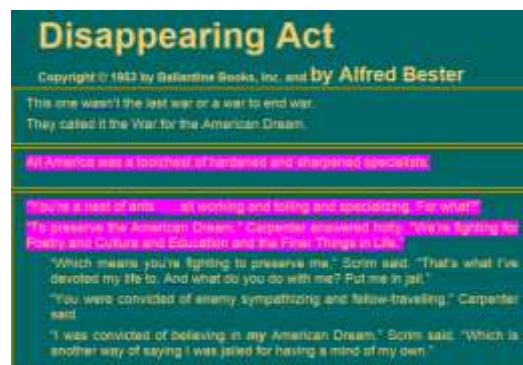 Disappearing Act
Copyright © 1953 by Ballantine Books, Inc. and by Alfred Bester
This one wasn't the last war or a war to end war.
They called it the War for the American Dream.
All America was a toolchest of hardened and sharpened specialists.
"You're a nest of ants . . . all working and toiling and specializing. For what?"
"To preserve the American Dream," Carpenter answered hotly. "We're fighting for
Poetry and Culture and Education and the Finer Things in Life."
"Which means you're fighting to preserve me," Scrim said. "That's what I've
devoted my life to. And what do you do with me? Put me in jail."
"You were convicted of enemy sympathizing and fellow-travelling," Carpenter
said.
"I was convicted of believing in my American Dream," Scrim said. "Which is
another way of saying I was jailed for having a mind of my own."